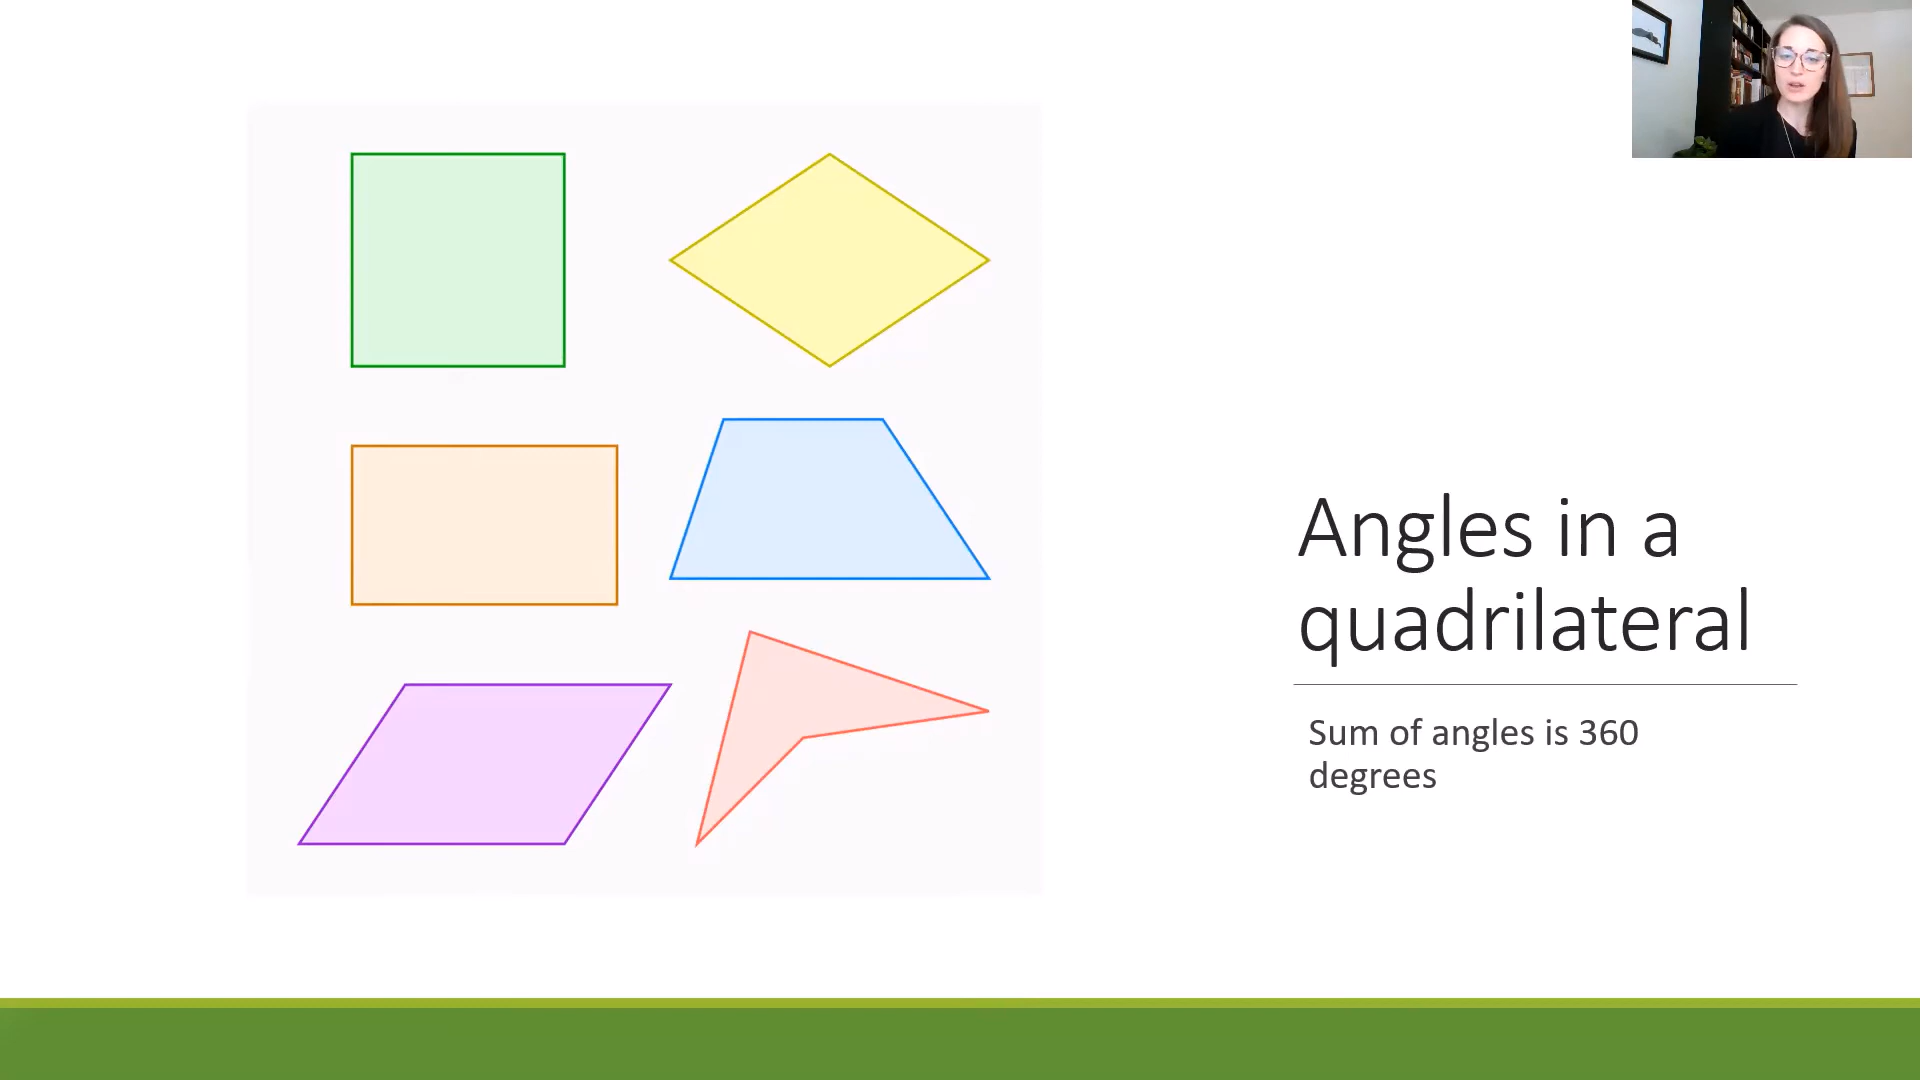 Angles in a
quadrilateral
Sum of angles is 360
degrees